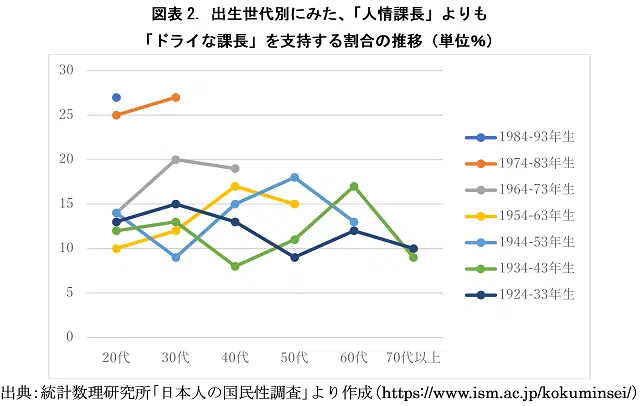 図表2. 出生世代別にみた、「人情課長」よりも
「ドライな課長」を支持する割合の推移（単位％）
30
25
20
15
10
5
0
20代 30代 40代 50代 60代 70代以上
1984-93年生
1974-83年生
1964-73年生
1954-63年生
1944-53年生
1934-43年生
1924-33年生
出典：統計数理研究所「日本人の国民性調査」より作成（https://www.ism.ac.jp/kokuminsei/）